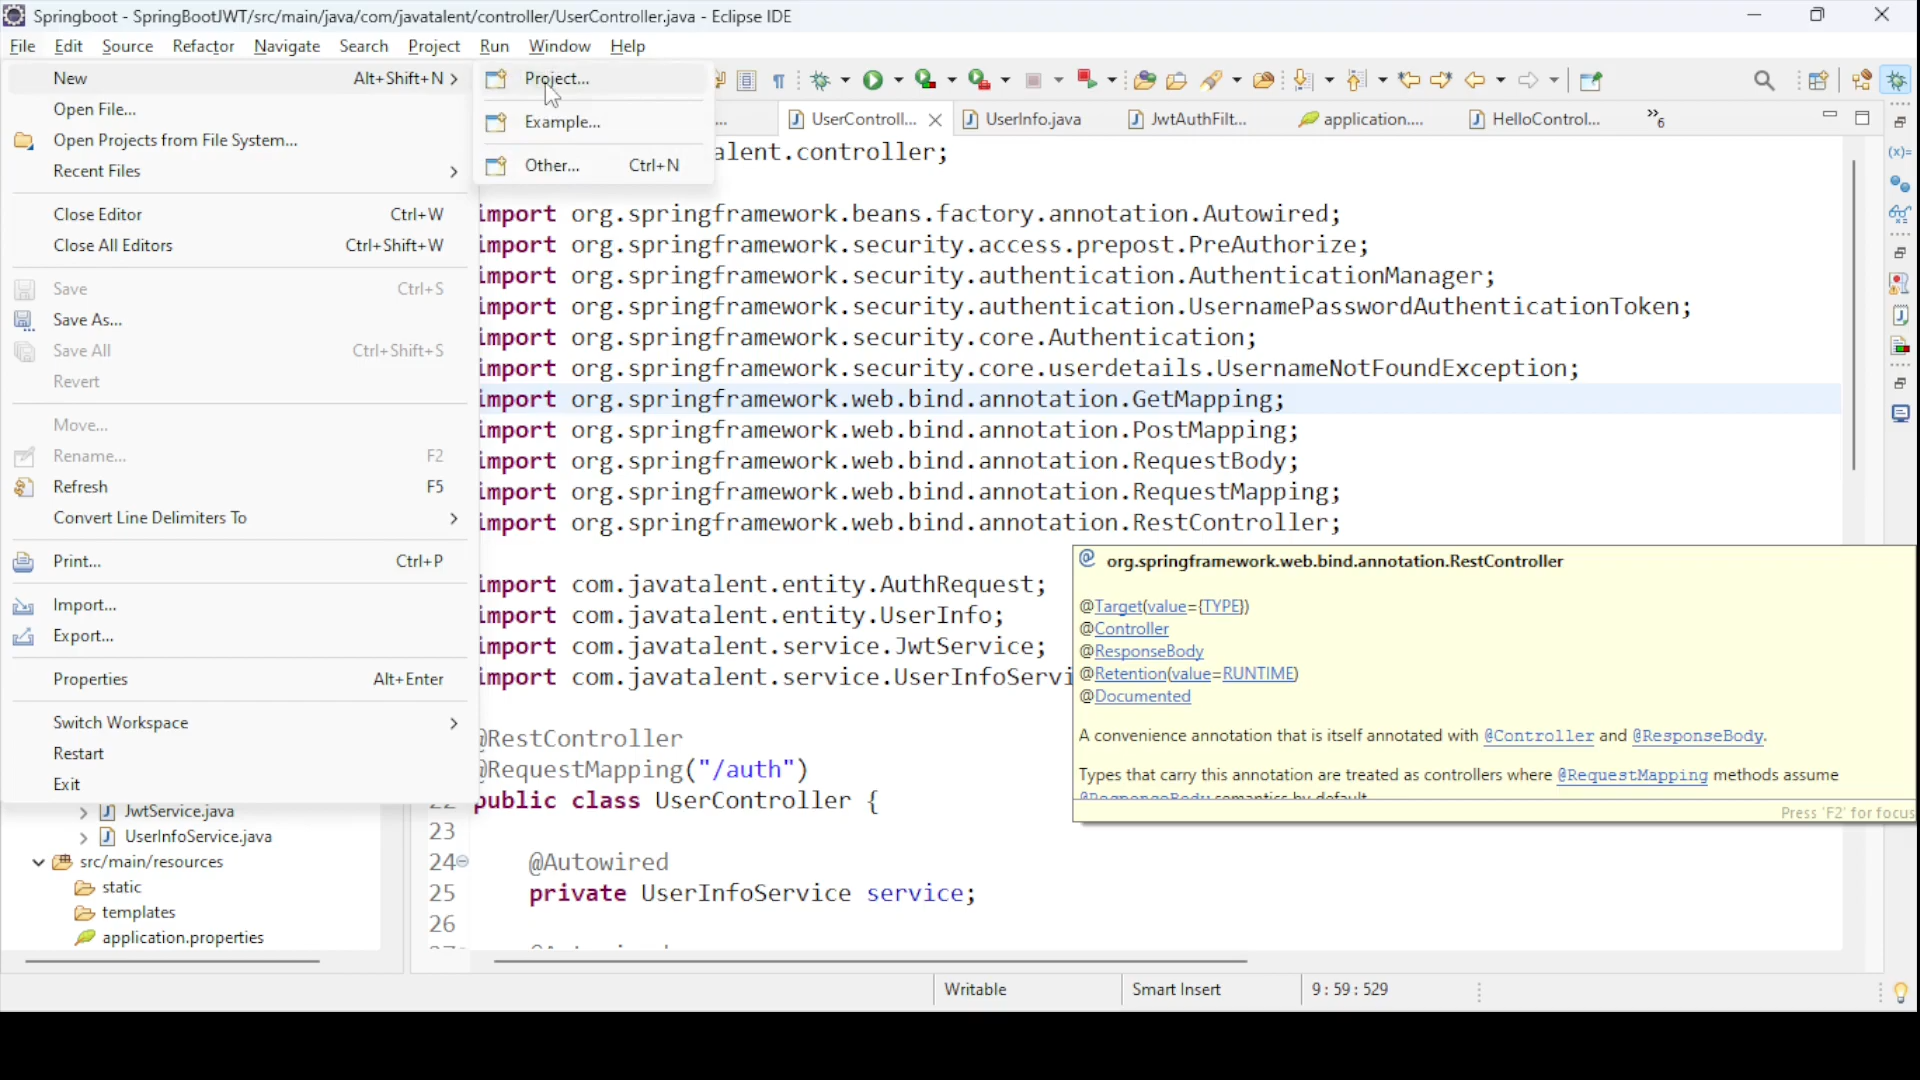 Springboot - SpringBootJWT/src/main/java/com/javatalent/controller/UserController.java - Eclipse IDE
File Edit Source Refactor Navigate Search Project Run Window Help
New Alt+Shift+N
Open File...
Open Projects from File System...
Recent Files
Close Editor Ctrl+W
Close All Editors Ctrl+Shift+W
Save Ctrl+S
Save As...
Save All Ctrl+Shift+S
Revert
Move...
Rename... F2
Refresh F5
Convert Line Delimiters To
Print... Ctrl+P
Import...
Export...
Properties Alt+Enter
Switch Workspace
Restart
Exit
Project...
Example...
Other... Ctrl+N
JwtService.java
UserInfoService.java
src/main/resources
static
templates
application.properties
... UserControll... UserInfo.java JwtAuthFilt... application.... HelloControl... »6
alent.controller;
import org.springframework.beans.factory.annotation.Autowired;
import org.springframework.security.access.prepost.PreAuthorize;
import org.springframework.security.authentication.AuthenticationManager;
import org.springframework.security.authentication.UsernamePasswordAuthenticationToken;
import org.springframework.security.core.Authentication;
import org.springframework.security.core.userdetails.UsernameNotFoundException;
import org.springframework.web.bind.annotation.GetMapping;
import org.springframework.web.bind.annotation.PostMapping;
import org.springframework.web.bind.annotation.RequestBody;
import org.springframework.web.bind.annotation.RequestMapping;
import org.springframework.web.bind.annotation.RestController;
import com.javatalent.entity.AuthRequest;
import com.javatalent.entity.UserInfo;
import com.javatalent.service.JwtService;
import com.javatalent.service.UserInfoServi
@RestController
@RequestMapping("/auth")
22 public class UserController {
23
24 @Autowired
25 private UserInfoService service;
26
@ org.springframework.web.bind.annotation.RestController
@Target(value={TYPE})
@Controller
@ResponseBody
@Retention(value=RUNTIME)
@Documented
A convenience annotation that is itself annotated with @Controller and @ResponseBody.
Types that carry this annotation are treated as controllers where @RequestMapping methods assume
@ResponseBody semantics by default
Press 'F2' for focus
(x)=
Writable Smart Insert 9 : 59 : 529